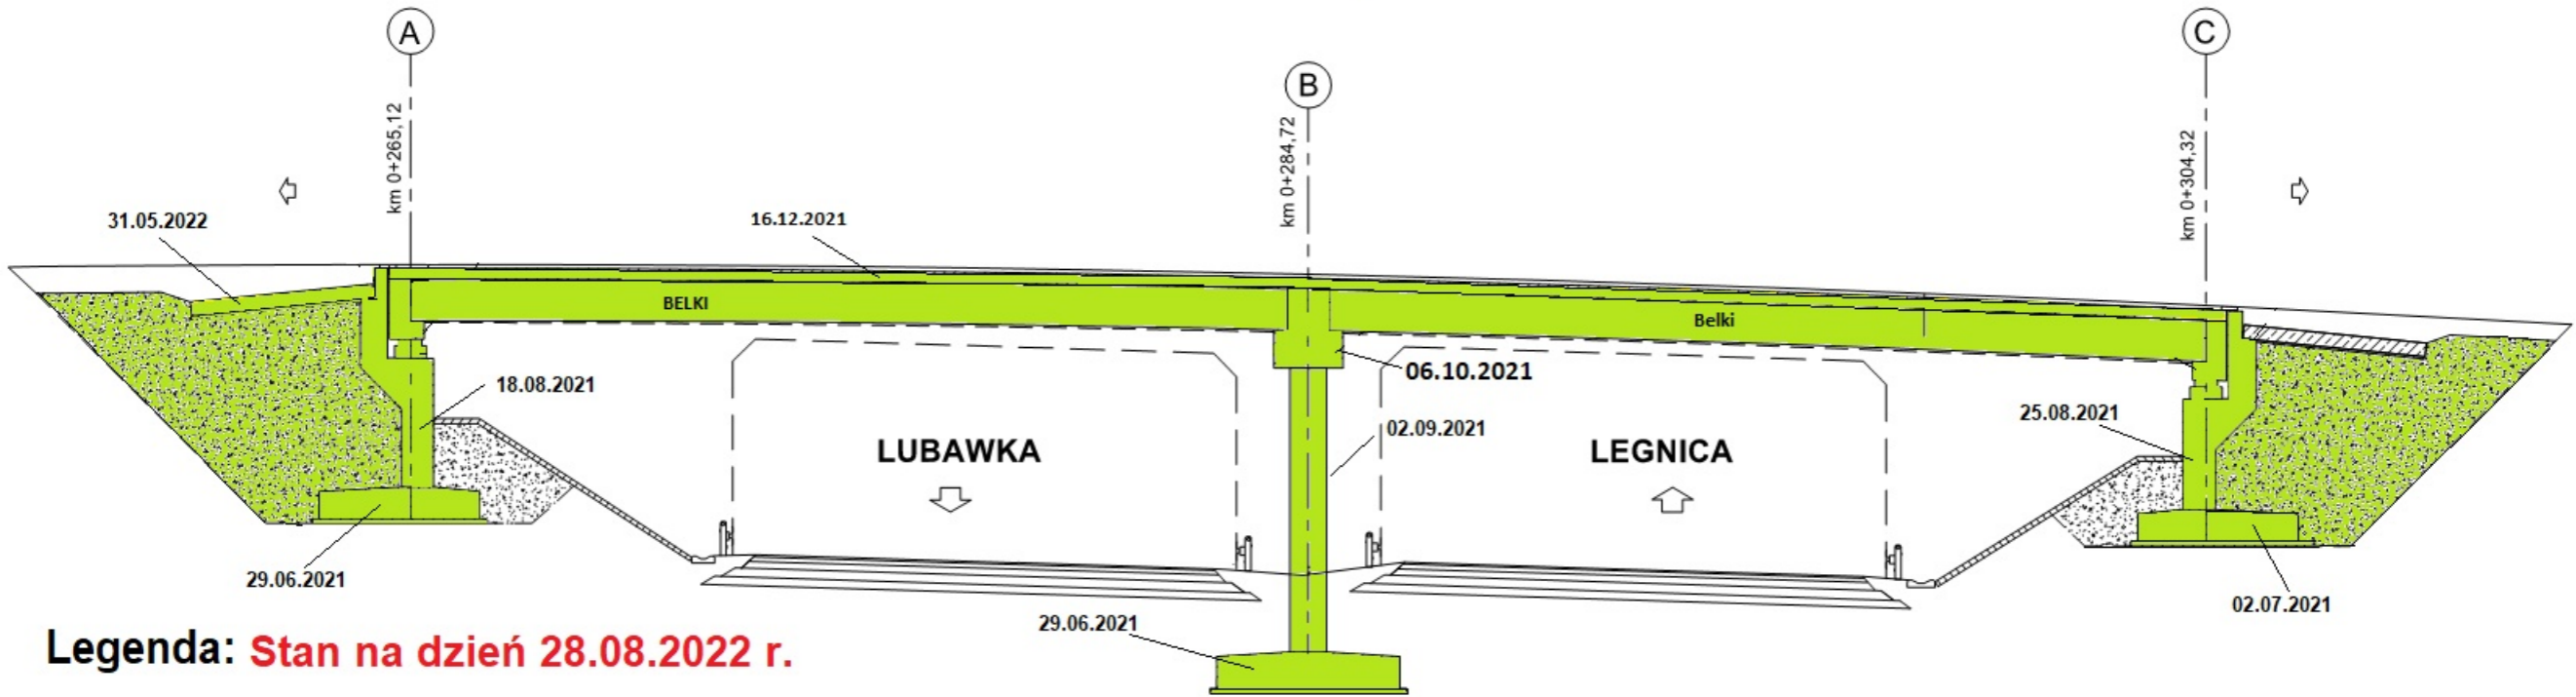 A
B
C
km 0+265,12
km 0+284,72
km 0+304,32
31.05.2022
16.12.2021
BELKI
Belki
18.08.2021
06.10.2021
02.09.2021
25.08.2021
LUBAWKA
LEGNICA
29.06.2021
29.06.2021
02.07.2021
Legenda: Stan na dzień 28.08.2022 r.